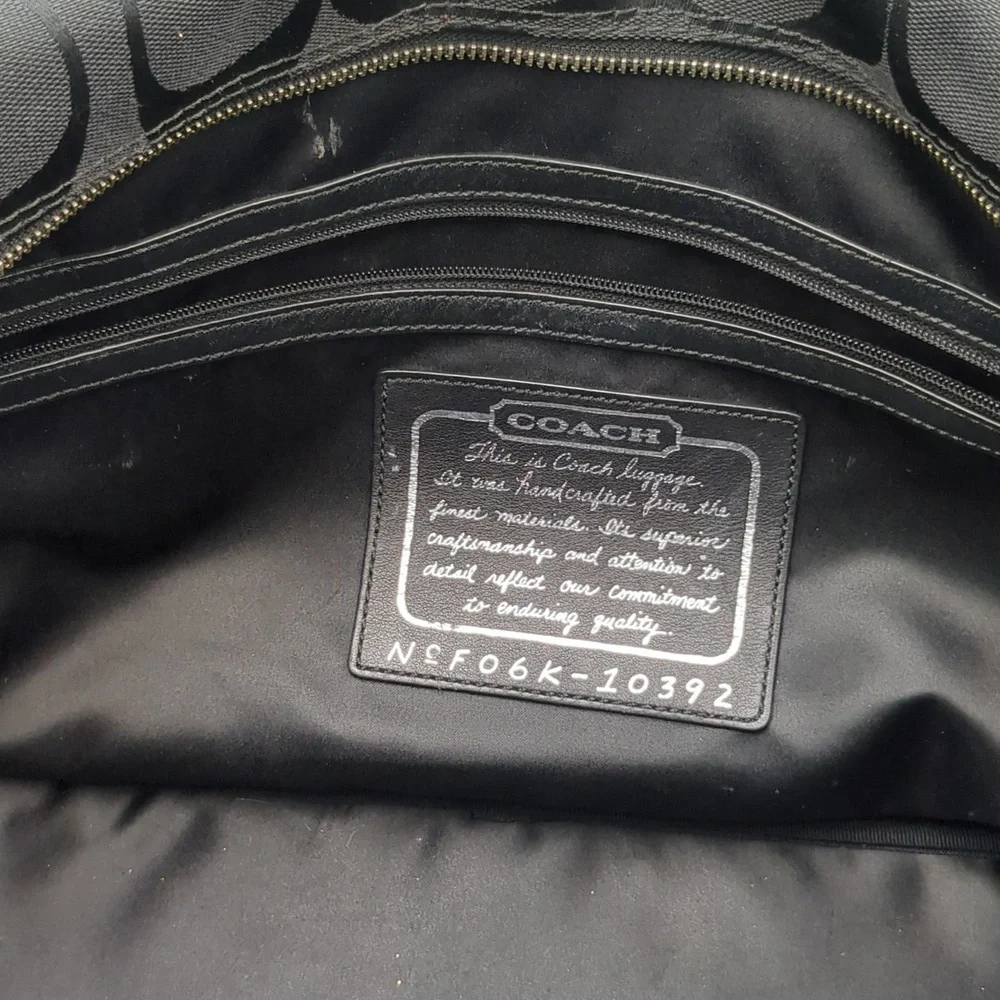 COACH
This is Coach luggage.
It was handcrafted from the
finest materials. Its superior
craftsmanship and attention to
detail reflect our commitment
to enduring quality.
Nº F06K-10392